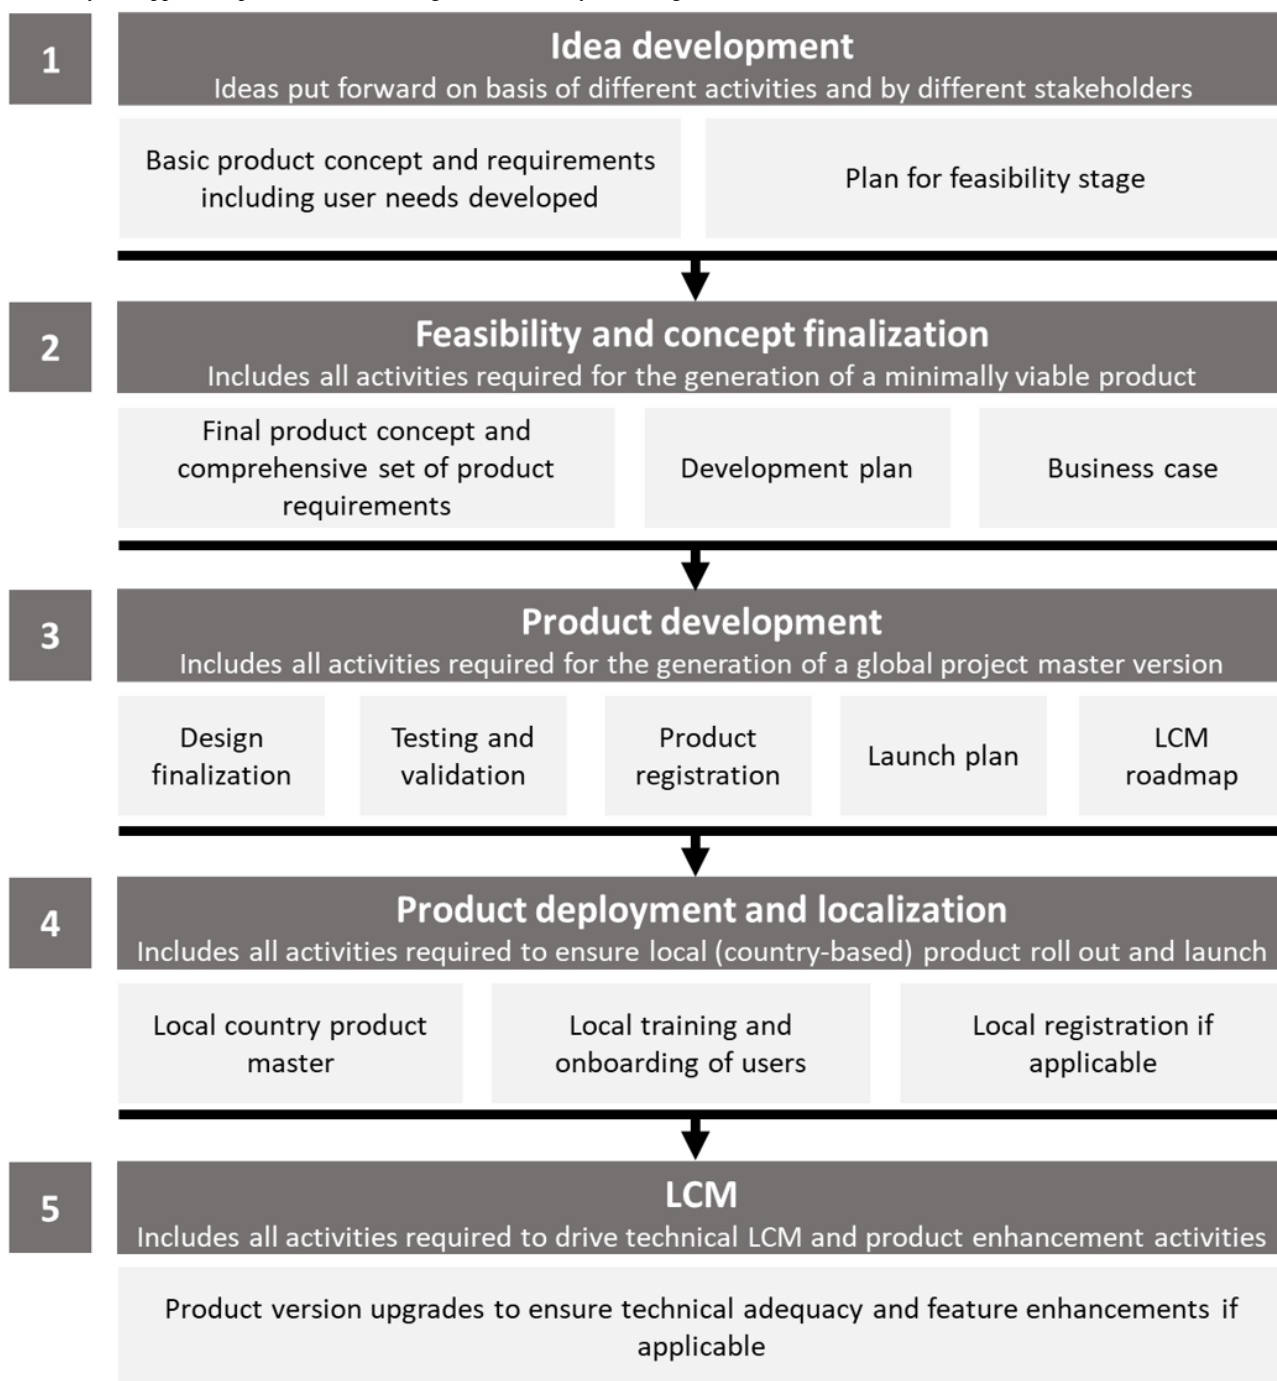 1
Idea development
Ideas put forward on basis of different activities and by different stakeholders
Basic product concept and requirements
including user needs developed
Plan for feasibility stage
2
Feasibility and concept finalization
Includes all activities required for the generation of a minimally viable product
Final product concept and
comprehensive set of product
requirements
Development plan
Business case
3
Product development
Includes all activities required for the generation of a global project master version
Design
finalization
Testing and
validation
Product
registration
Launch plan
LCM
roadmap
4
Product deployment and localization
Includes all activities required to ensure local (country-based) product roll out and launch
Local country product
master
Local training and
onboarding of users
Local registration if
applicable
5
LCM
Includes all activities required to drive technical LCM and product enhancement activities
Product version upgrades to ensure technical adequacy and feature enhancements if
applicable